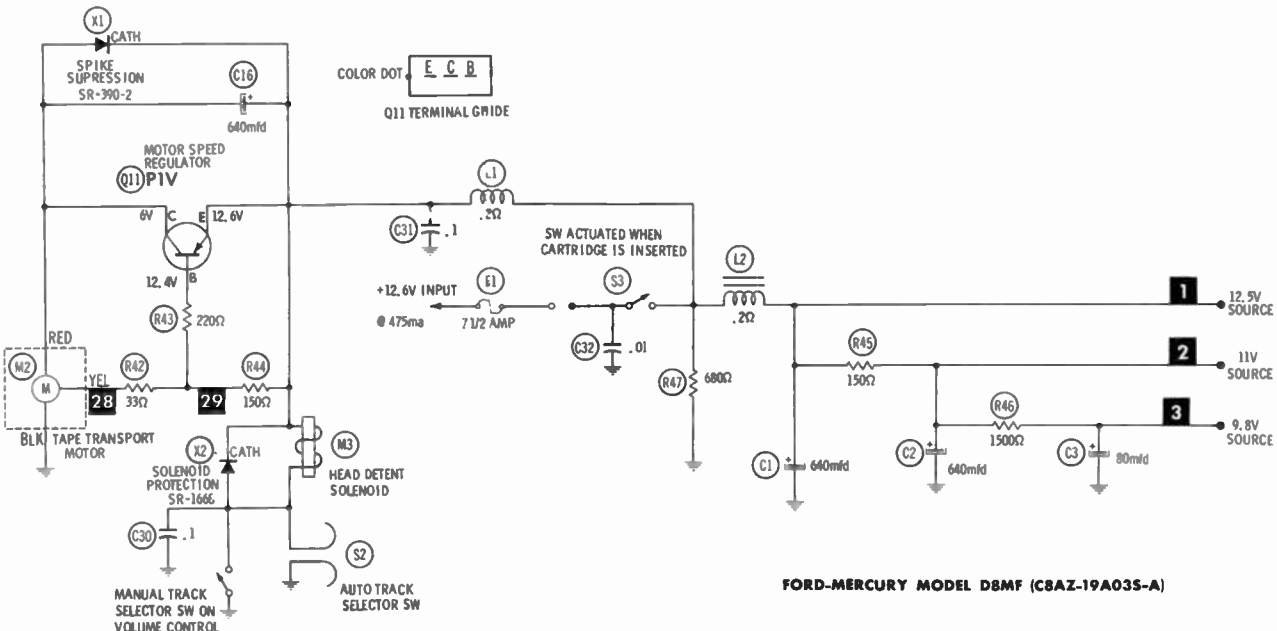 X1
CATH
SPIKE
SUPRESSION
SR-390-2
C16
+
640mfd
COLOR DOT
E C B
Q11 TERMINAL GUIDE
MOTOR SPEED
REGULATOR
Q11 P1V
6V C E 12.6V
12.4V B
R43 220Ω
RED
M2
M
YEL
28
R42
33Ω
29
R44
150Ω
BLK TAPE TRANSPORT
MOTOR
L1
.2Ω
C31 .1
SW ACTUATED WHEN
CARTRIDGE IS INSERTED
+12.6V INPUT
@ 475ma
E1
7 1/2 AMP
S3
C32 .01
L2
.2Ω
R47 680Ω
1
12.5V
SOURCE
R45
150Ω
2
11V
SOURCE
R46
1500Ω
3
9.8V
SOURCE
C1 + 640mfd
C2 +
640mfd
C3 + 80mfd
X2 CATH
SOLENOID
PROTECTION
M3
HEAD DETENT
SOLENOID
C30 .1
S2
AUTO TRACK
SELECTOR SW
MANUAL TRACK
SELECTOR SW ON
VOLUME CONTROL
FORD-MERCURY MODEL D8MF (C8AZ-19A035-A)